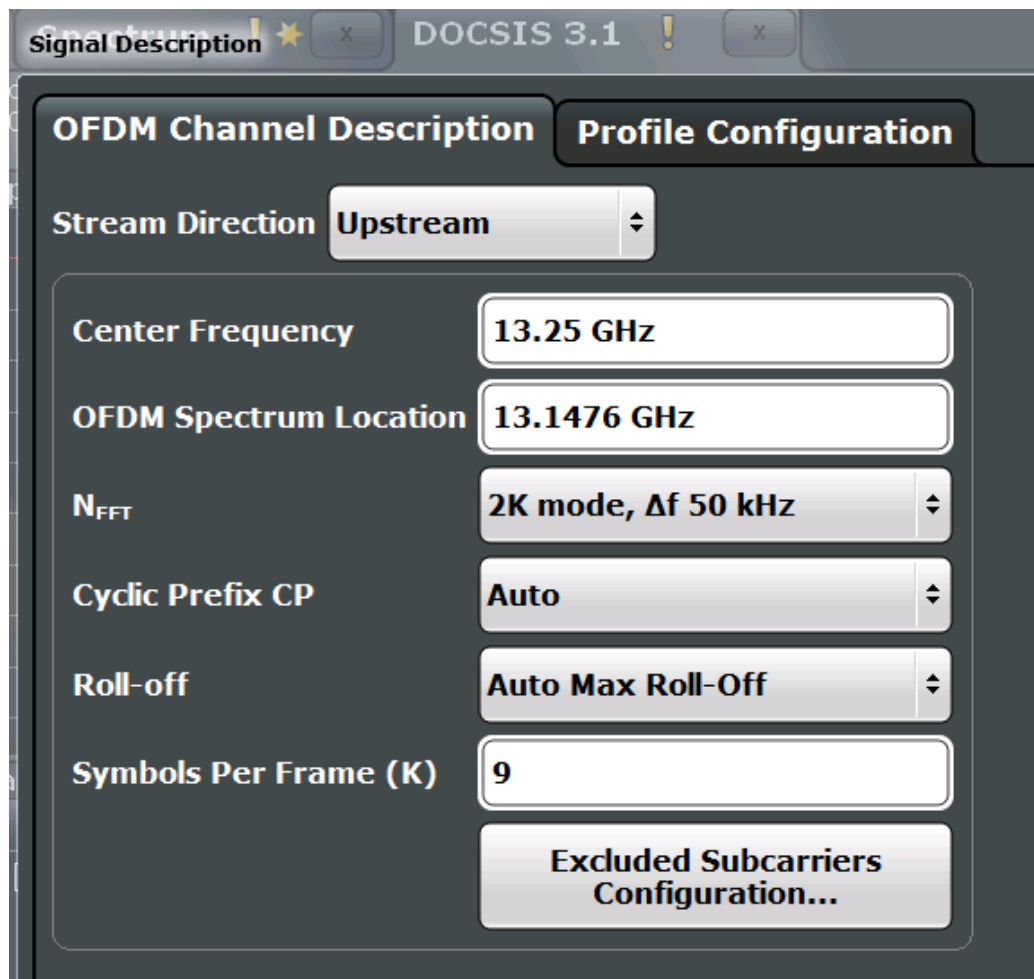 Signal Description
DOCSIS 3.1 !
x
x
OFDM Channel Description
Profile Configuration
Stream Direction Upstream
Center Frequency 13.25 GHz
OFDM Spectrum Location 13.1476 GHz
NFFT 2K mode, Δf 50 kHz
Cyclic Prefix CP Auto
Roll-off Auto Max Roll-Off
Symbols Per Frame (K) 9
Excluded Subcarriers
Configuration...